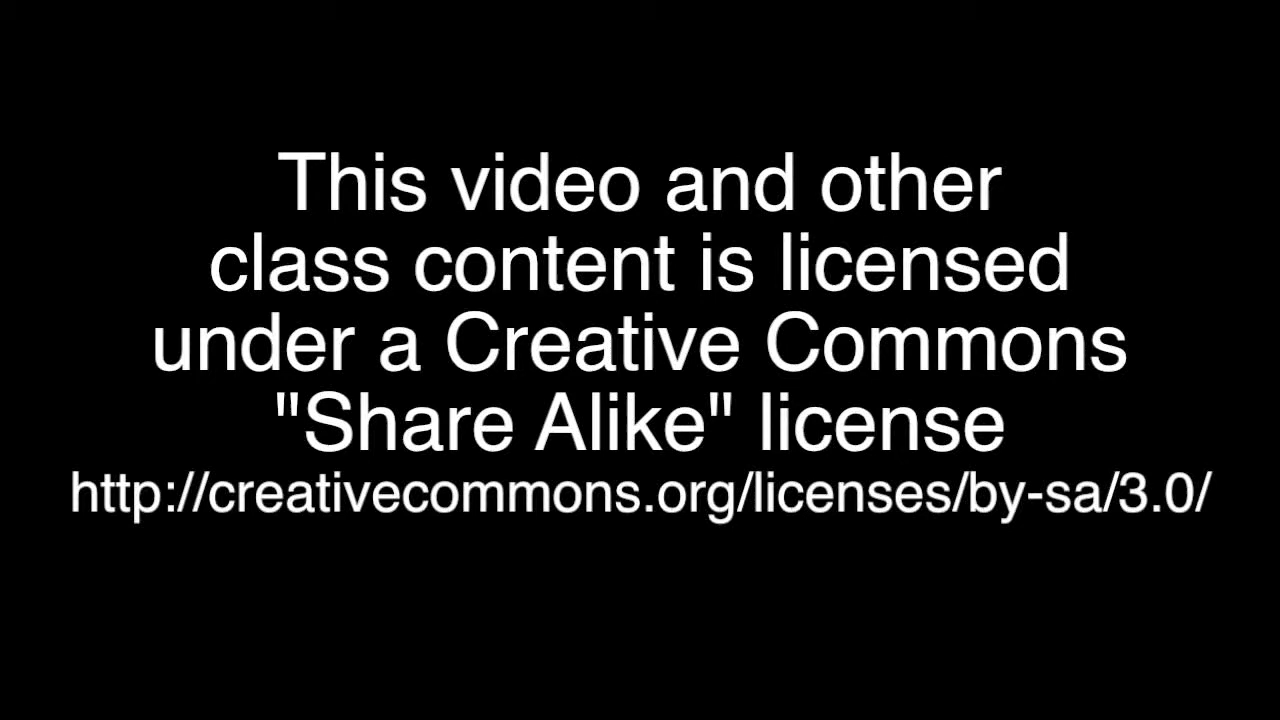 This video and other
class content is licensed
under a Creative Commons
"Share Alike" license
http://creativecommons.org/licenses/by-sa/3.0/